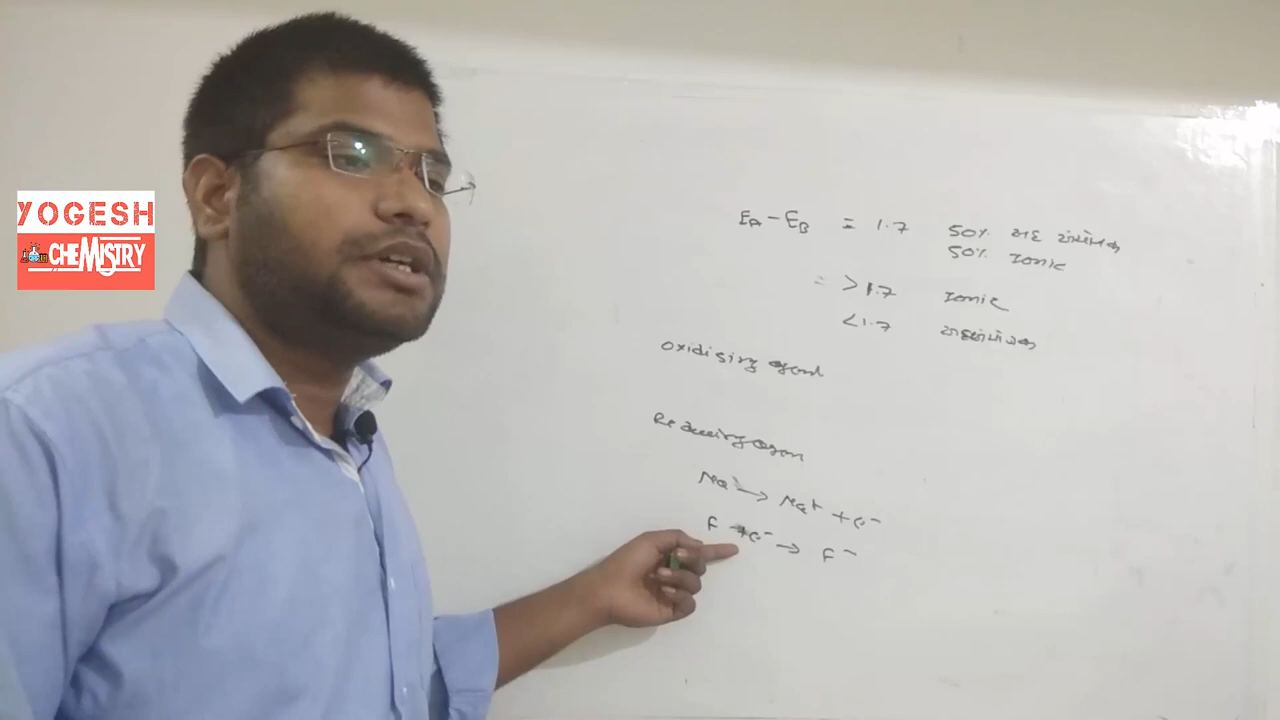 YOGESH
CHEMISTRY
EA - EB = 1.7 50% સહ સંયોજક
50% Ionic
= > 1.7 Ionic
< 1.7 સહસંયોજક
Oxidising agent
Reducing agent
Na → Na+ + e-
F + e- → F-